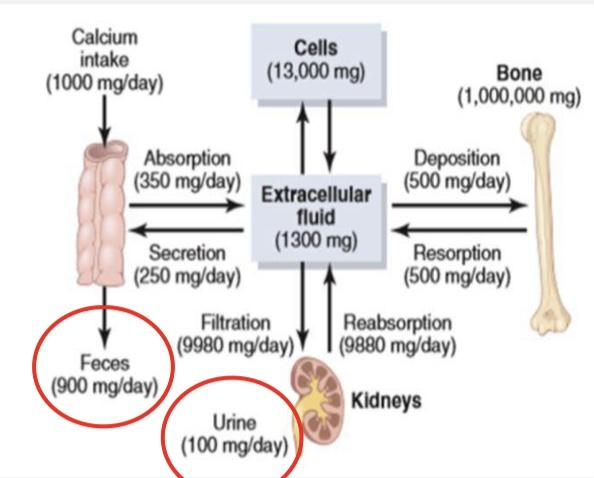 Calcium
intake
(1000 mg/day)
Cells
(13,000 mg)
Bone
(1,000,000 mg)
Absorption
(350 mg/day)
Deposition
(500 mg/day)
Extracellular
fluid
(1300 mg)
Secretion
(250 mg/day)
Resorption
(500 mg/day)
Filtration
(9980 mg/day)
Reabsorption
(9880 mg/day)
Feces
(900 mg/day)
Kidneys
Urine
(100 mg/day)